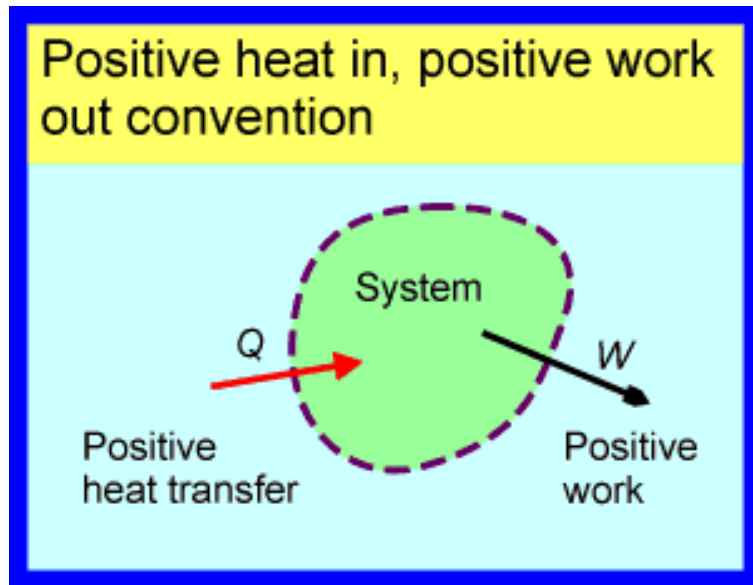 Positive heat in, positive work
out convention
System
Q
W
Positive
heat transfer
Positive
work